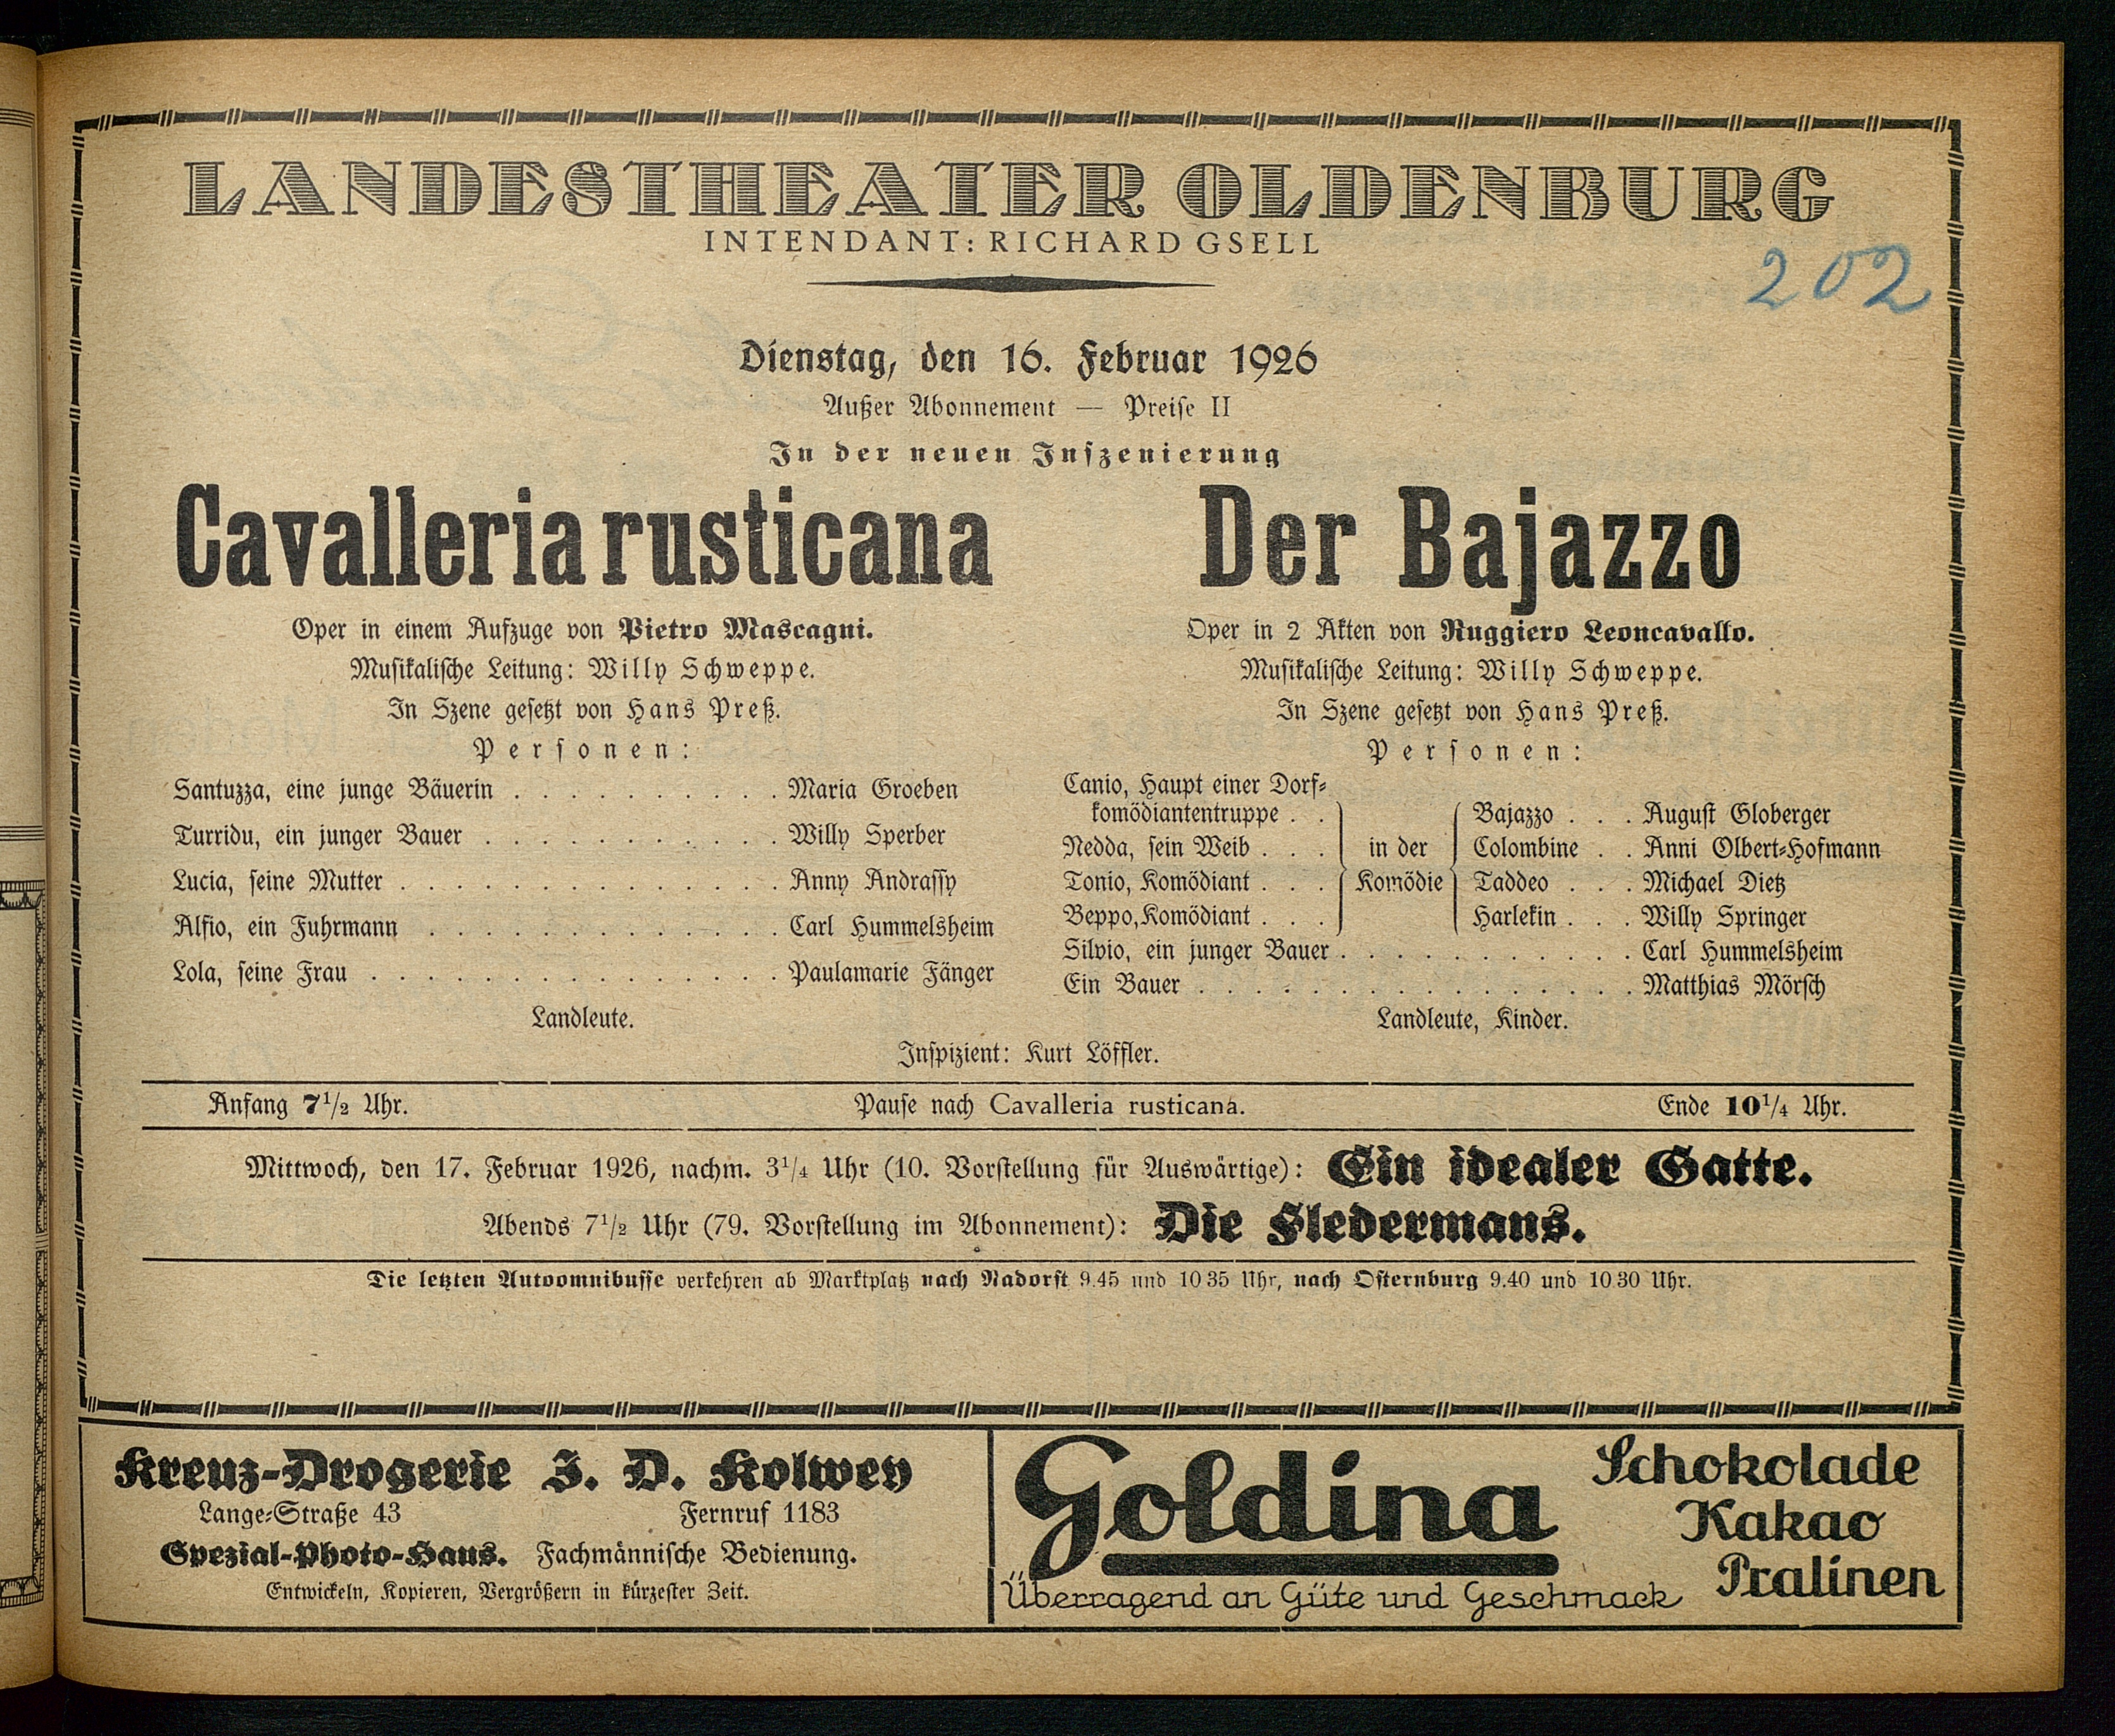 LANDESTHEATER OLDENBURG
INTENDANT: RICHARD GSELL
202
Dienstag, den 16. Februar 1926
Außer Abonnement — Preise II
In der neuen Inszenierung
Cavalleria rusticana
Oper in einem Aufzuge von Pietro Mascagni.
Musikalische Leitung: Willy Schweppe.
In Szene gesetzt von Hans Preß.
Personen:
Santuzza, eine junge Bäuerin . . . . . . . . . . Maria Groeben
Turridu, ein junger Bauer . . . . . . . . . . . Willy Sperber
Lucia, seine Mutter . . . . . . . . . . . . . . Anny Andrassy
Alfio, ein Fuhrmann . . . . . . . . . . . . . Carl Hummelsheim
Lola, seine Frau . . . . . . . . . . . . . . . Paulamarie Fänger
Landleute.
Der Bajazzo
Oper in 2 Akten von Ruggiero Leoncavallo.
Musikalische Leitung: Willy Schweppe.
In Szene gesetzt von Hans Preß.
Personen:
Canio, Haupt einer Dorf-
komödiantentruppe . . Bajazzo . . . August Globerger
Nedda, sein Weib . . . in der Colombine . . Anni Olbert-Hofmann
Tonio, Komödiant . . . Komödie Taddeo . . . Michael Dietz
Beppo, Komödiant . . . Harlekin . . . Willy Springer
Silvio, ein junger Bauer . . . . . . . . . . . Carl Hummelsheim
Ein Bauer . . . . . . . . . . . . . . . . Matthias Mörsch
Landleute, Kinder.
Inspizient: Kurt Löffler.
Anfang 7 1/2 Uhr. Pause nach Cavalleria rusticana. Ende 10 1/4 Uhr.
Mittwoch, den 17. Februar 1926, nachm. 3 1/4 Uhr (10. Vorstellung für Auswärtige): Ein idealer Gatte.
Abends 7 1/2 Uhr (79. Vorstellung im Abonnement): Die Fledermaus.
Die letzten Autoomnibusse verkehren ab Marktplatz nach Nadorst 9.45 und 10 35 Uhr, nach Osternburg 9.40 und 10.30 Uhr.
Kreuz-Drogerie J. D. Kolwey
Lange-Straße 43 Fernruf 1183
Spezial-Photo-Haus. Fachmännische Bedienung.
Entwickeln, Kopieren, Vergrößern in kürzester Zeit.
Goldina
Überragend an Güte und Geschmack
Schokolade
Kakao
Pralinen